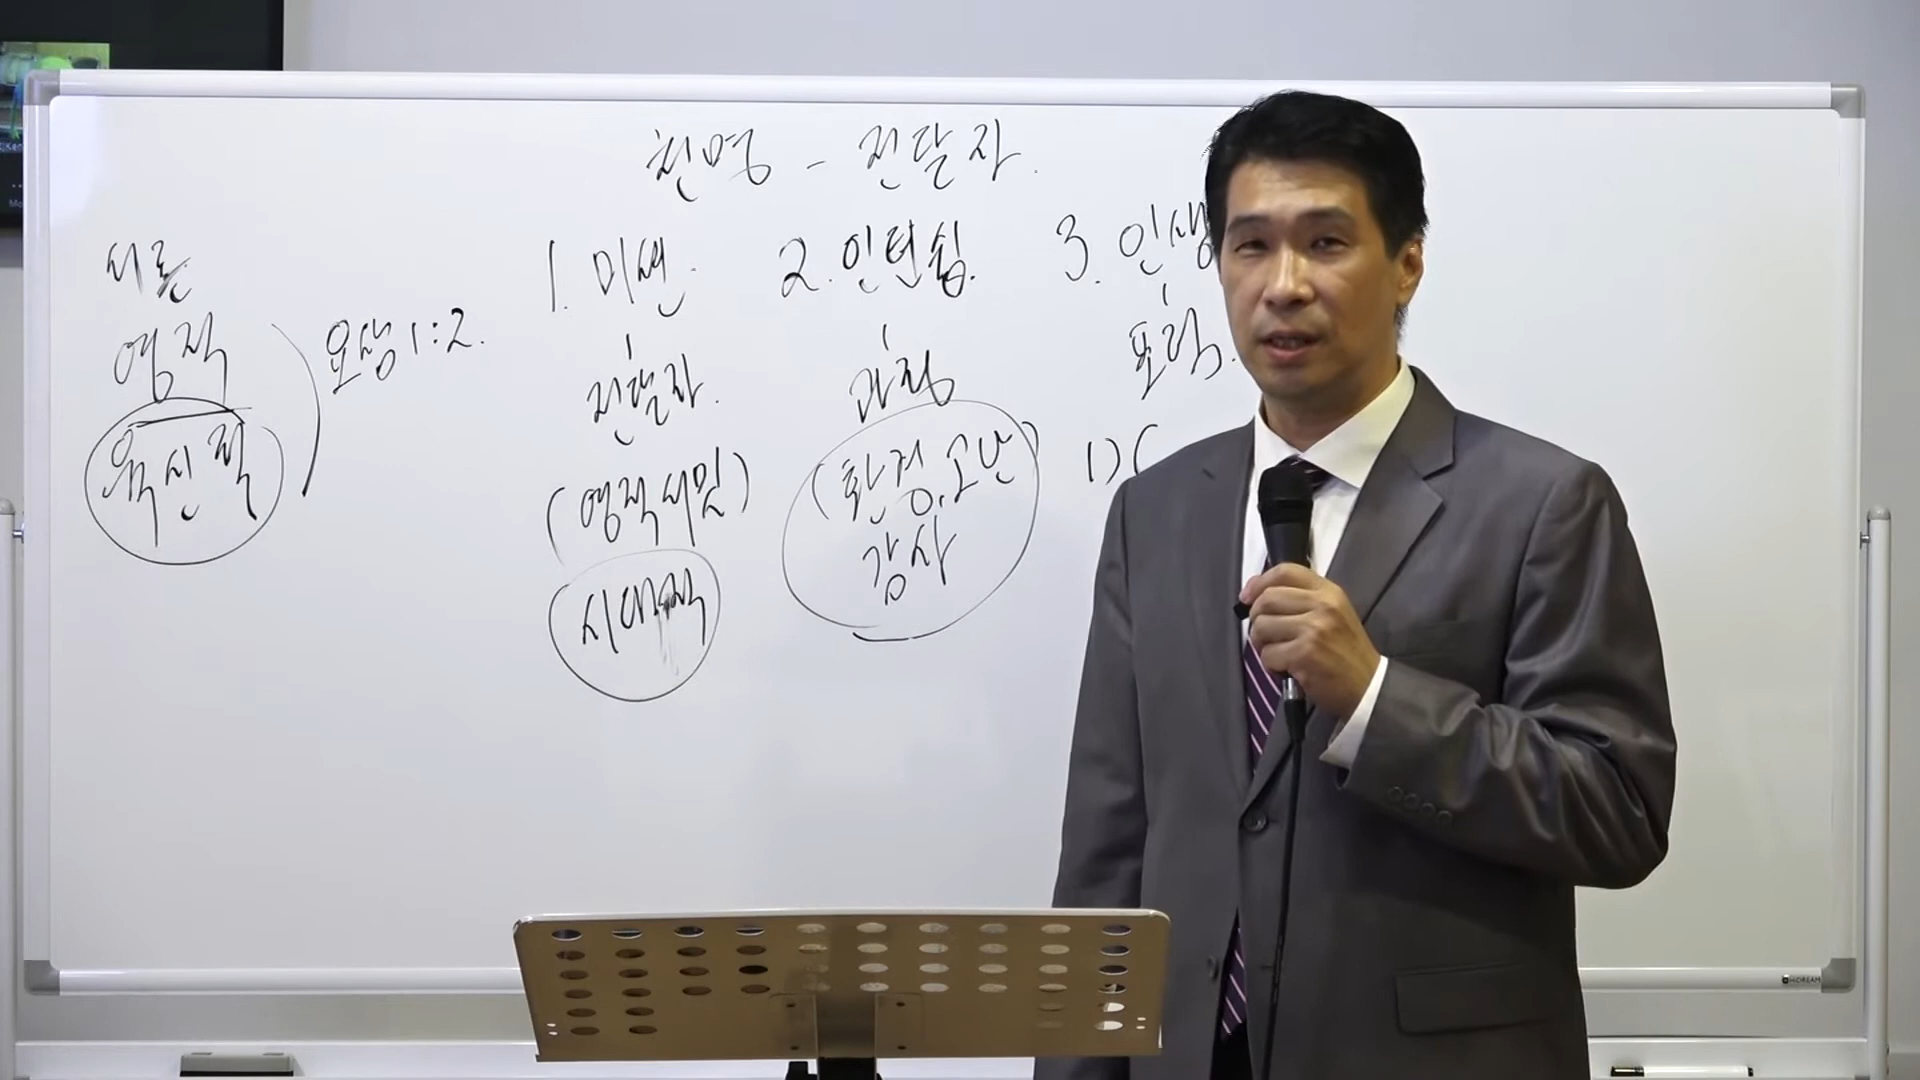 천명 - 전달자.
서론
영적
육신적
요삼 1:2.
1. 미션.
전달자.
(영적서밋)
시대적
2. 인턴쉽.
과정
(환경, 고난)
감사
3. 인생
포럼.
1) (